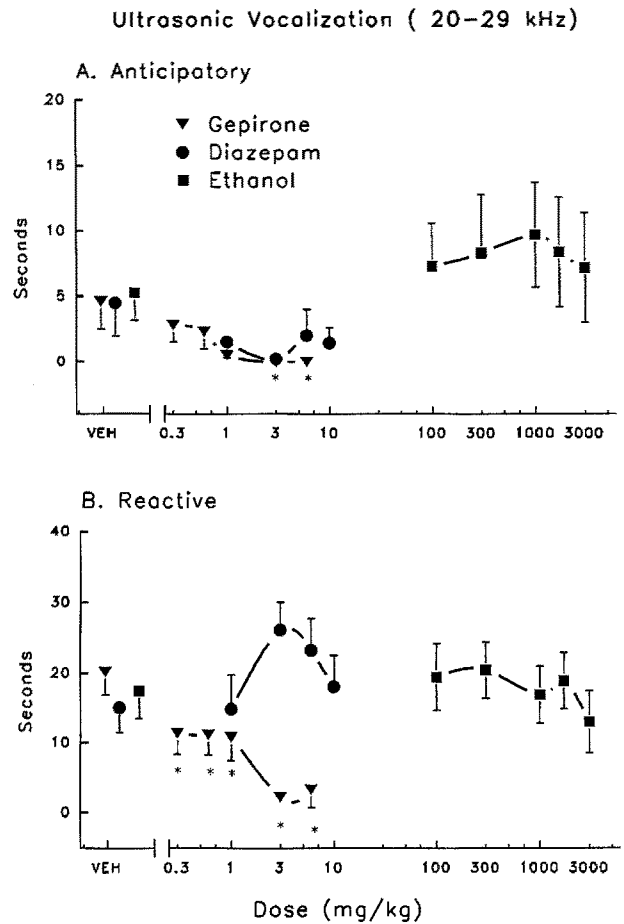 Ultrasonic Vocalization ( 20-29 kHz)
A. Anticipatory
20
15
10
5
0
Seconds
Gepirone
Diazepam
Ethanol
* *
VEH 0.3 1 3 10 100 300 1000 3000
B. Reactive
40
30
20
10
0
Seconds
* * * * *
VEH 0.3 1 3 10 100 300 1000 3000
Dose (mg/kg)